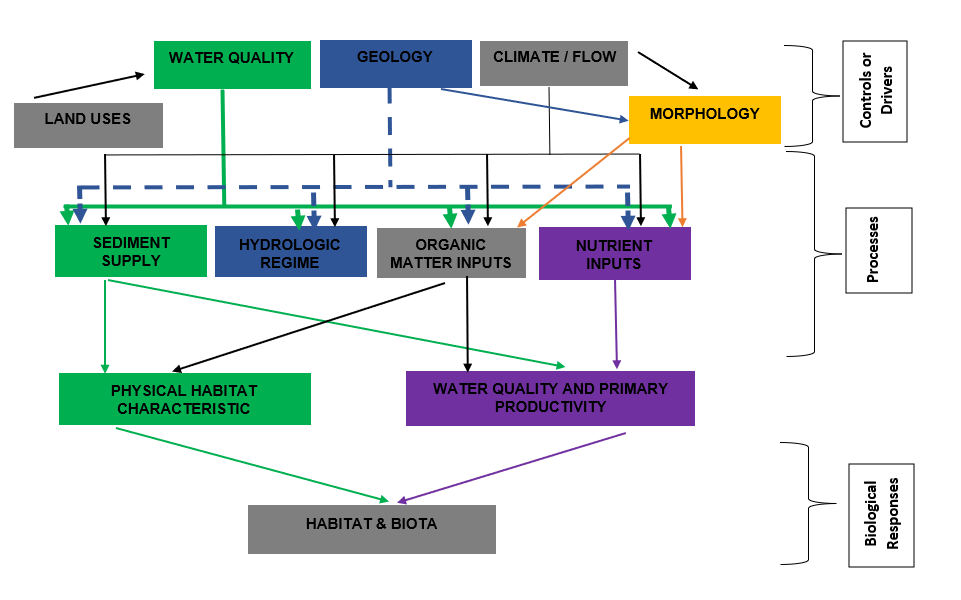 WATER QUALITY
GEOLOGY
CLIMATE / FLOW
LAND USES
MORPHOLOGY
Controls or
Drivers
SEDIMENT
SUPPLY
HYDROLOGIC
REGIME
ORGANIC
MATTER INPUTS
NUTRIENT
INPUTS
Processes
PHYSICAL HABITAT
CHARACTERISTIC
WATER QUALITY AND PRIMARY
PRODUCTIVITY
HABITAT & BIOTA
Biological
Responses